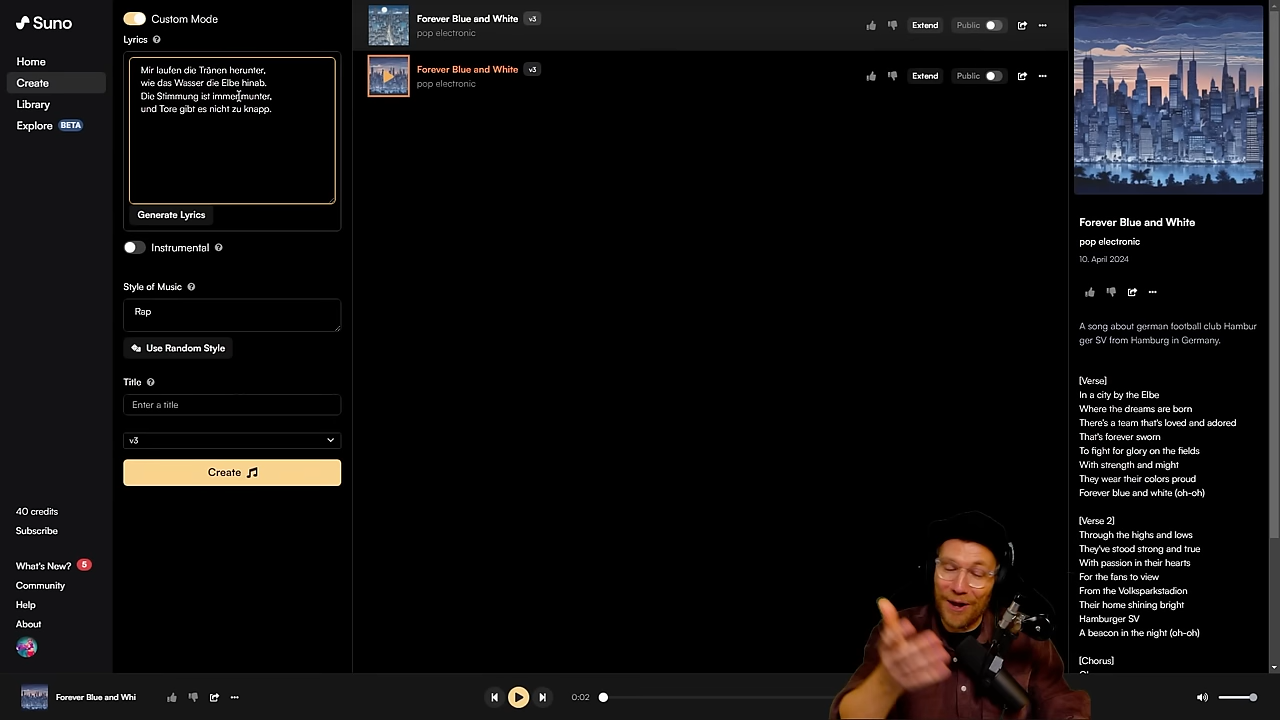 Suno
Home
Create
Library
Explore BETA
40 credits
Subscribe
What's New? 5
Community
Help
About
Custom Mode
Lyrics
Mir laufen die Tränen herunter,
wie das Wasser die Elbe hinab.
Die Stimmung ist immer munter,
und Tore gibt es nicht zu knapp.
Generate Lyrics
Instrumental
Style of Music
Rap
Use Random Style
Title
Enter a title
v3
Create
Forever Blue and White v3
pop electronic
Extend
Public
Forever Blue and White v3
pop electronic
Extend
Public
Forever Blue and White
pop electronic
10. April 2024
A song about german football club Hambur
ger SV from Hamburg in Germany.
[Verse]
In a city by the Elbe
Where the dreams are born
There's a team that's loved and adored
That's forever sworn
To fight for glory on the fields
With strength and might
They wear their colors proud
Forever blue and white (oh-oh)
[Verse 2]
Through the highs and lows
They've stood strong and true
With passion in their hearts
For the fans to view
From the Volksparkstadion
Their home shining bright
Hamburger SV
A beacon in the night (oh-oh)
[Chorus]
Forever Blue and Whi
0:02